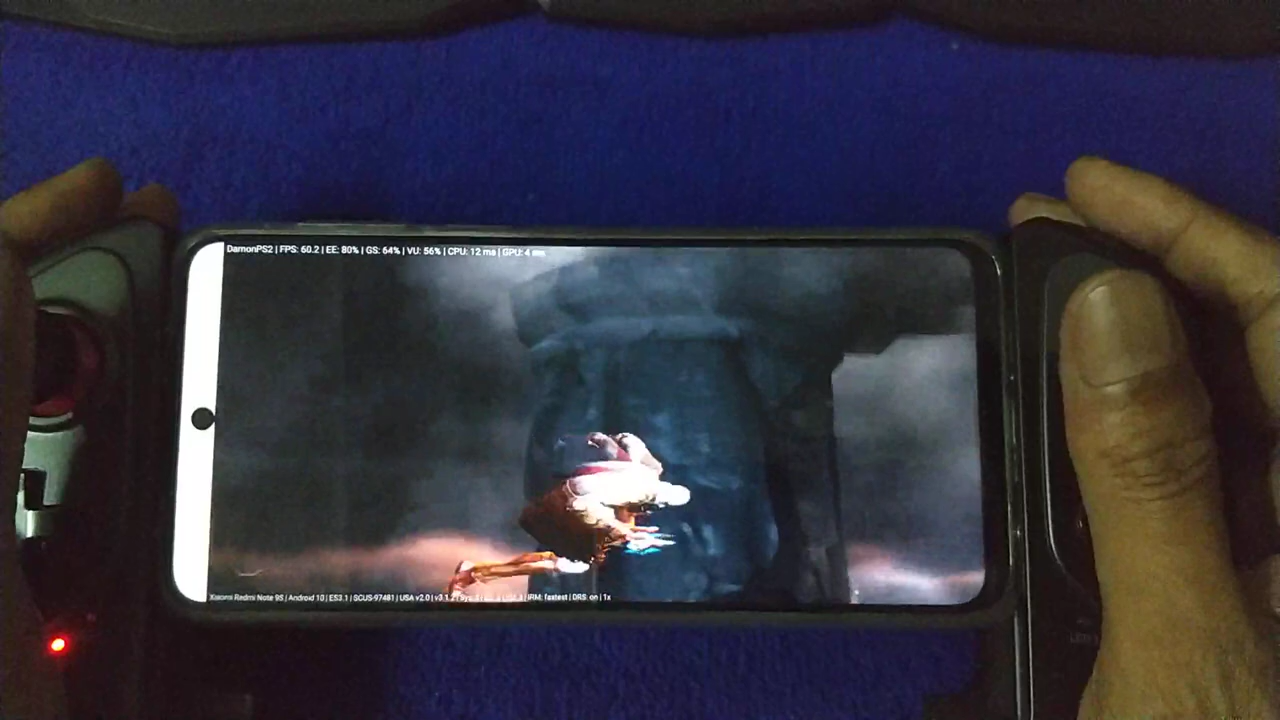 DamonPS2 | FPS: 60.2 | EE: 80% | GS: 64% | VU: 56% | CPU: 12 ms | GPU: 4 ms
Xiaomi Redmi Note 9S | Android 10 | ES3.1 | SCUS-97481 | USA v2.0 | IRM: fastest | DRS: on | 1x